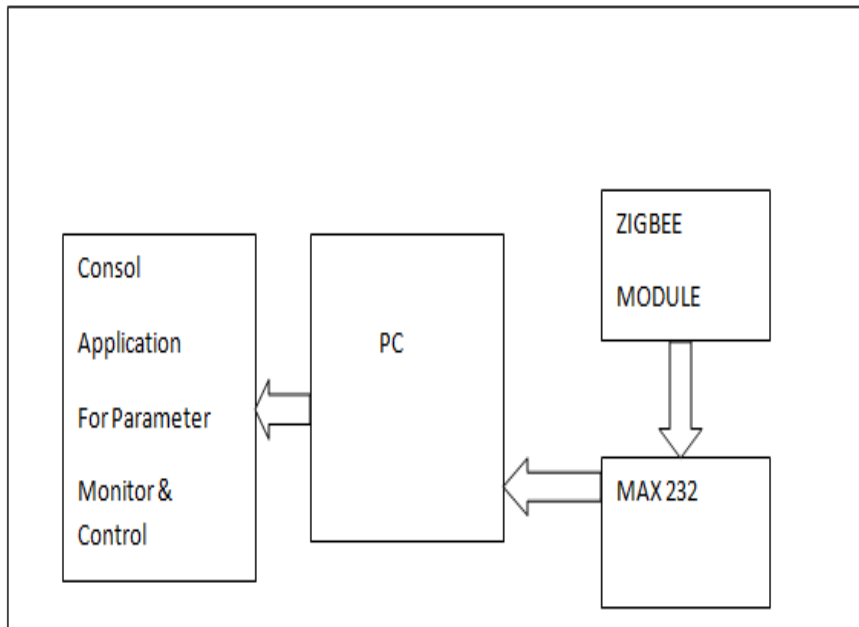 Consol
Application
For Parameter
Monitor &
Control
PC
ZIGBEE
MODULE
MAX 232